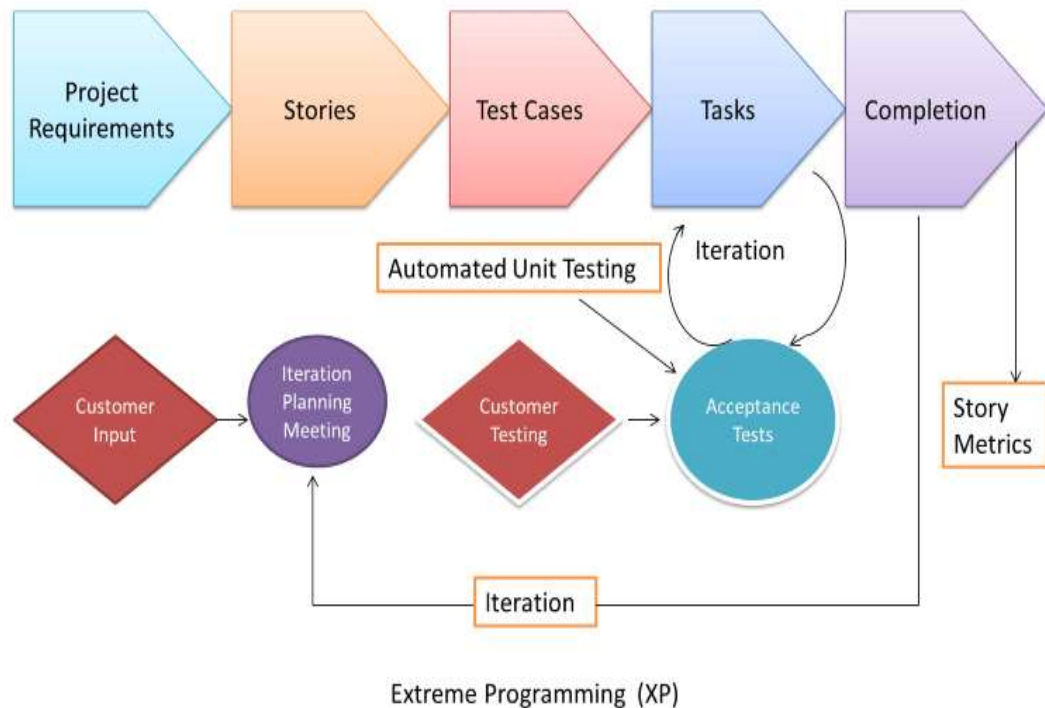 Project
Requirements
Stories
Test Cases
Tasks
Completion
Automated Unit Testing
Iteration
Customer
Input
Iteration
Planning
Meeting
Customer
Testing
Acceptance
Tests
Story
Metrics
Iteration
Extreme Programming (XP)